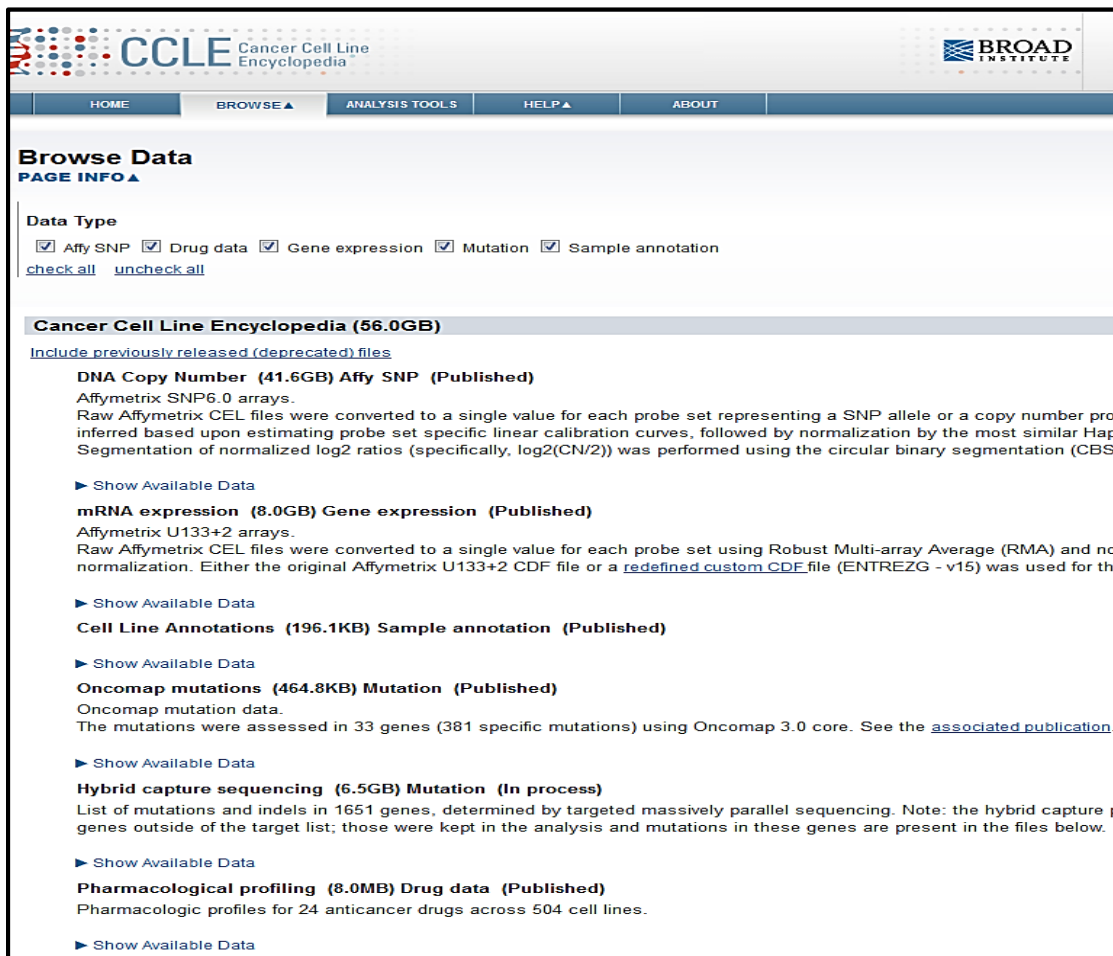 CCLE Cancer Cell Line
Encyclopedia
BROAD
INSTITUTE
HOME BROWSE▲ ANALYSIS TOOLS HELP▲ ABOUT
Browse Data
PAGE INFO▲
Data Type
Affy SNP Drug data Gene expression Mutation Sample annotation
check all uncheck all
Cancer Cell Line Encyclopedia (56.0GB)
Include previously released (deprecated) files
DNA Copy Number (41.6GB) Affy SNP (Published)
Affymetrix SNP6.0 arrays.
Raw Affymetrix CEL files were converted to a single value for each probe set representing a SNP allele or a copy number pro
inferred based upon estimating probe set specific linear calibration curves, followed by normalization by the most similar Hap
Segmentation of normalized log2 ratios (specifically, log2(CN/2)) was performed using the circular binary segmentation (CBS
► Show Available Data
mRNA expression (8.0GB) Gene expression (Published)
Affymetrix U133+2 arrays.
Raw Affymetrix CEL files were converted to a single value for each probe set using Robust Multi-array Average (RMA) and no
normalization. Either the original Affymetrix U133+2 CDF file or a redefined custom CDF file (ENTREZG - v15) was used for th
► Show Available Data
Cell Line Annotations (196.1KB) Sample annotation (Published)
► Show Available Data
Oncomap mutations (464.8KB) Mutation (Published)
Oncomap mutation data.
The mutations were assessed in 33 genes (381 specific mutations) using Oncomap 3.0 core. See the associated publication
► Show Available Data
Hybrid capture sequencing (6.5GB) Mutation (In process)
List of mutations and indels in 1651 genes, determined by targeted massively parallel sequencing. Note: the hybrid capture p
genes outside of the target list; those were kept in the analysis and mutations in these genes are present in the files below.
► Show Available Data
Pharmacological profiling (8.0MB) Drug data (Published)
Pharmacologic profiles for 24 anticancer drugs across 504 cell lines.
► Show Available Data